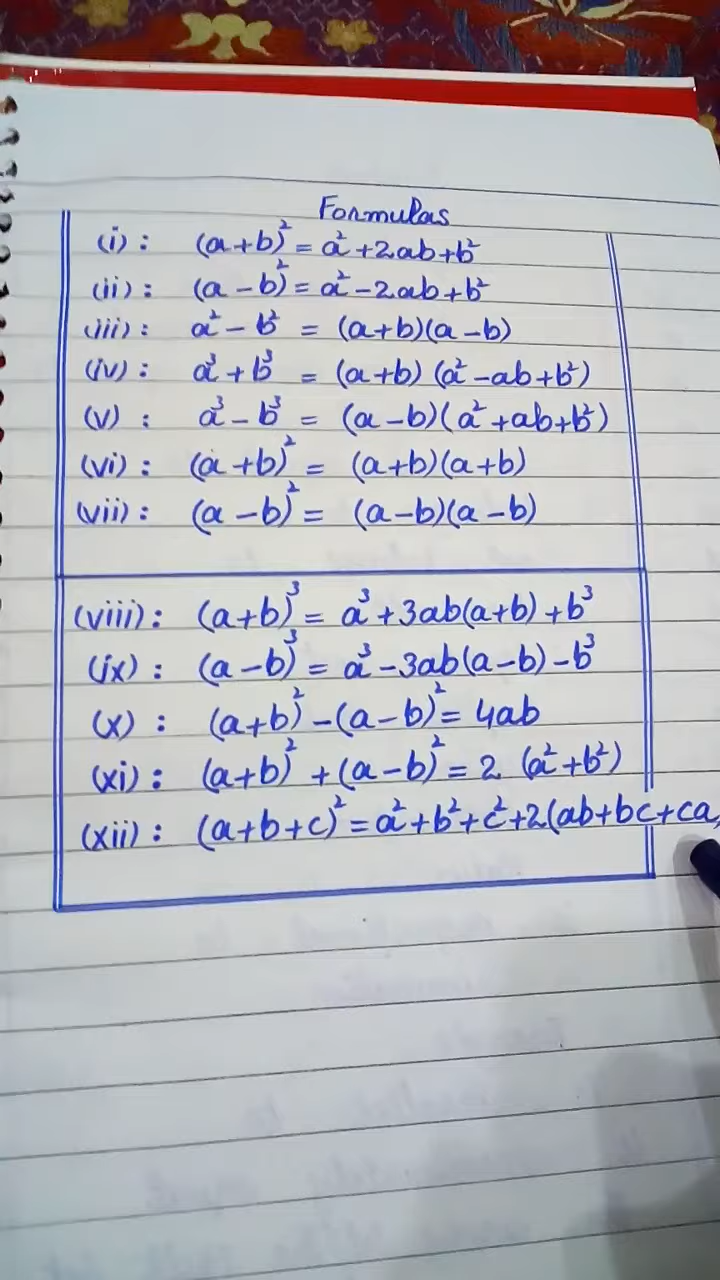 Formulas
(i): (a+b)² = a²+2ab+b²
(ii): (a-b)² = a²-2ab+b²
(iii): a²-b² = (a+b)(a-b)
(iv): a³+b³ = (a+b)(a²-ab+b²)
(v): a³-b³ = (a-b)(a²+ab+b²)
(vi): (a+b)² = (a+b)(a+b)
(vii): (a-b)² = (a-b)(a-b)
(viii): (a+b)³ = a³+3ab(a+b)+b³
(ix): (a-b)³ = a³-3ab(a-b)-b³
(x): (a+b)²-(a-b)² = 4ab
(xi): (a+b)²+(a-b)² = 2 (a²+b²)
(xii): (a+b+c)² = a²+b²+c²+2(ab+bc+ca)